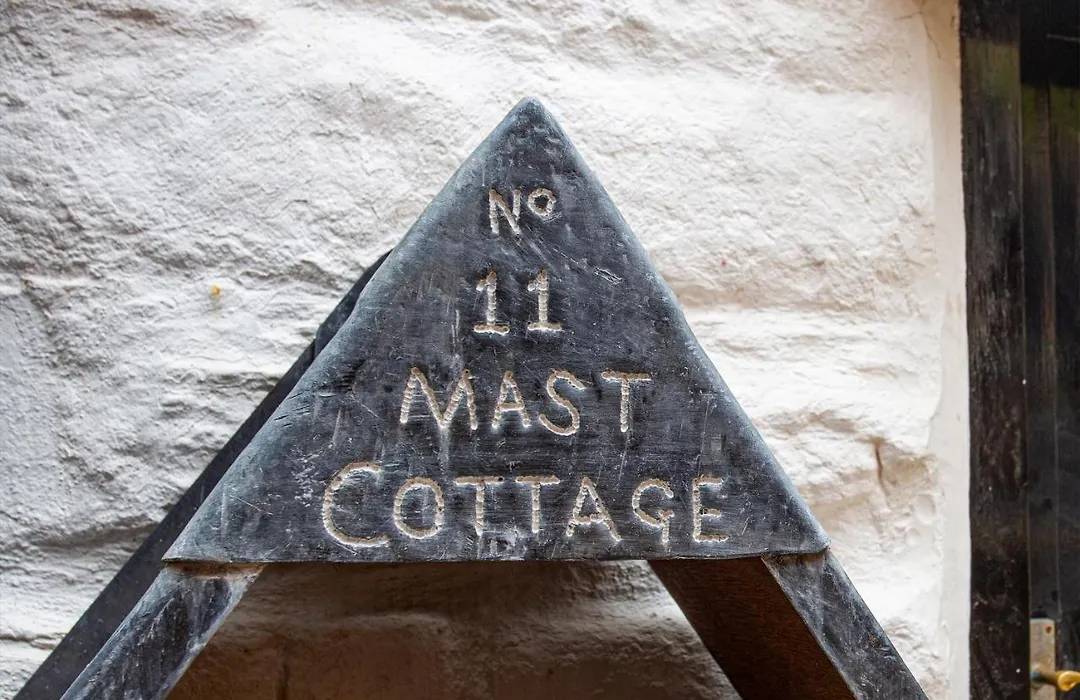 Nº
11
MAST
COTTAGE